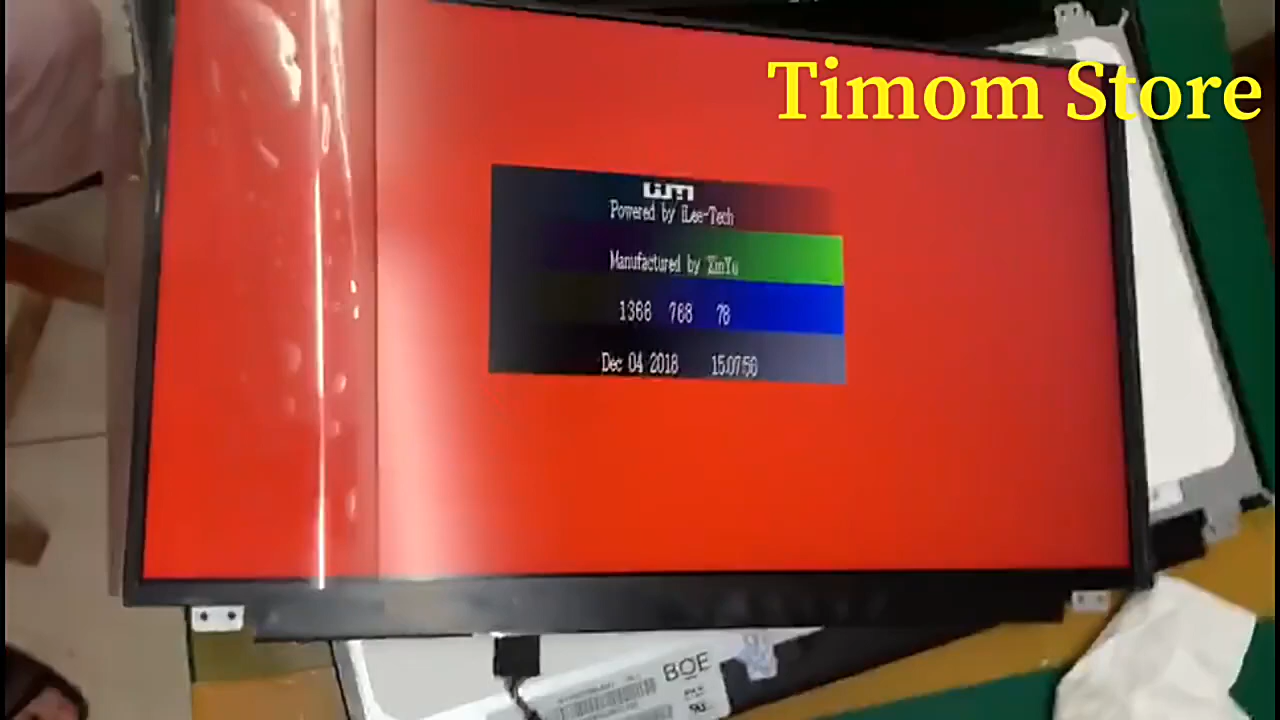 Timom Store
Powered by iLee-Tech
Manufactured by XinYu
1366 768 78
Dec 04 2018 15:07:50
BOE